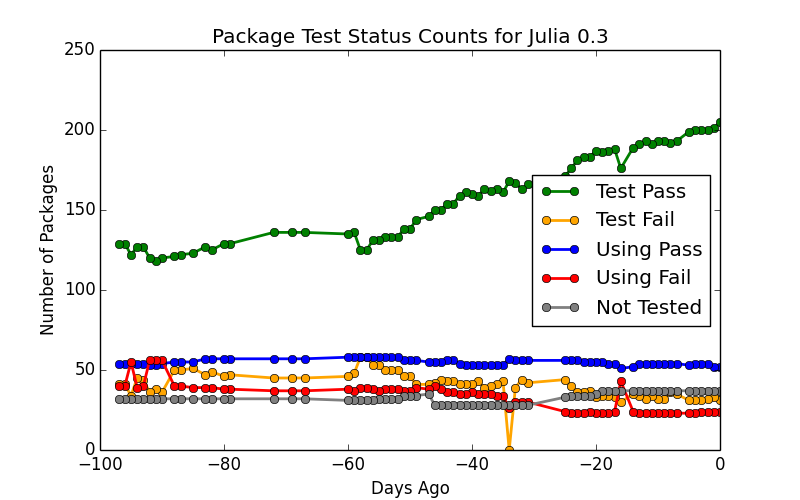 Package Test Status Counts for Julia 0.3
250
200
150
100
50
0
Number of Packages
Test Pass
Test Fail
Using Pass
Using Fail
Not Tested
−100 −80 −60 −40 −20 0
Days Ago